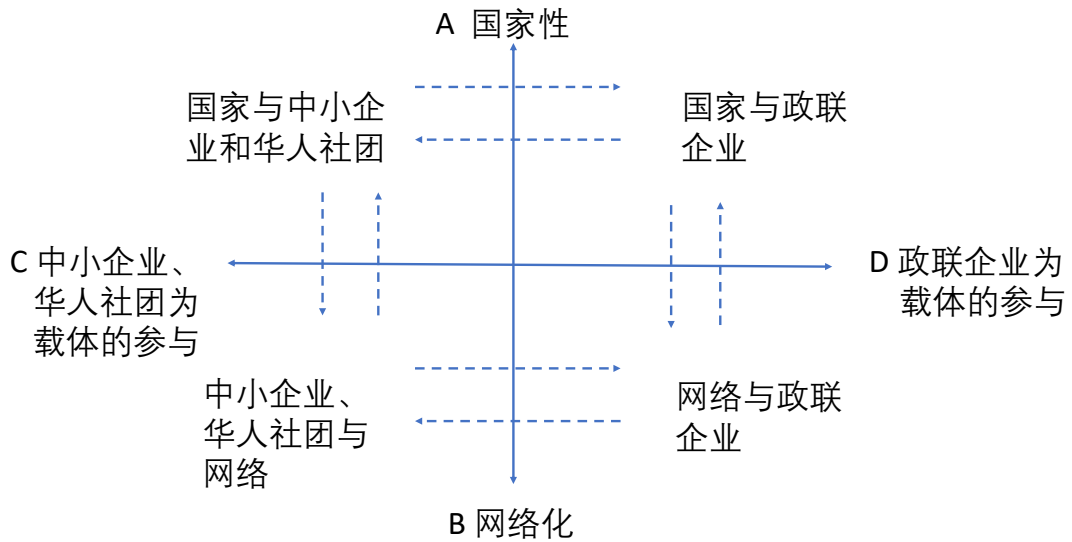 A 国家性
国家与中小企
业和华人社团
国家与政联
企业
C 中小企业、
华人社团为
载体的参与
D 政联企业为
载体的参与
中小企业、
华人社团与
网络
网络与政联
企业
B 网络化